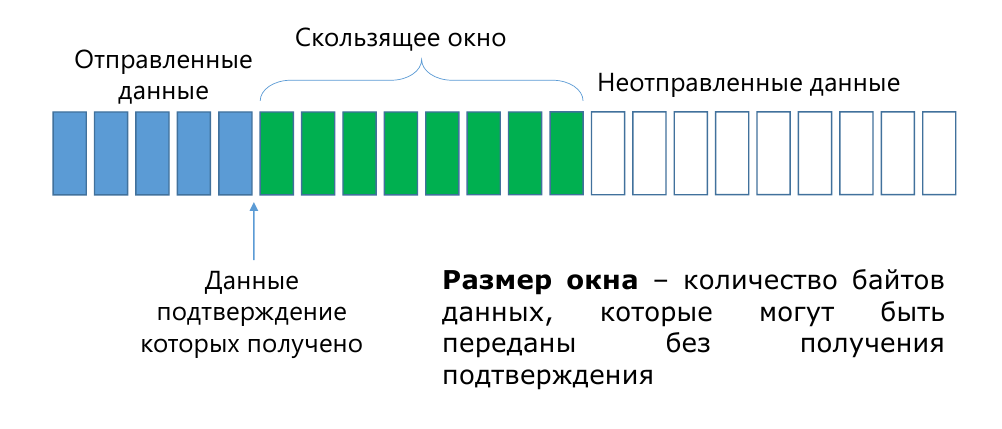 Скользящее окно
Отправленные
данные
Неотправленные данные
Данные
подтверждение
которых получено
Размер окна – количество байтов
данных, которые могут быть
переданы без получения
подтверждения